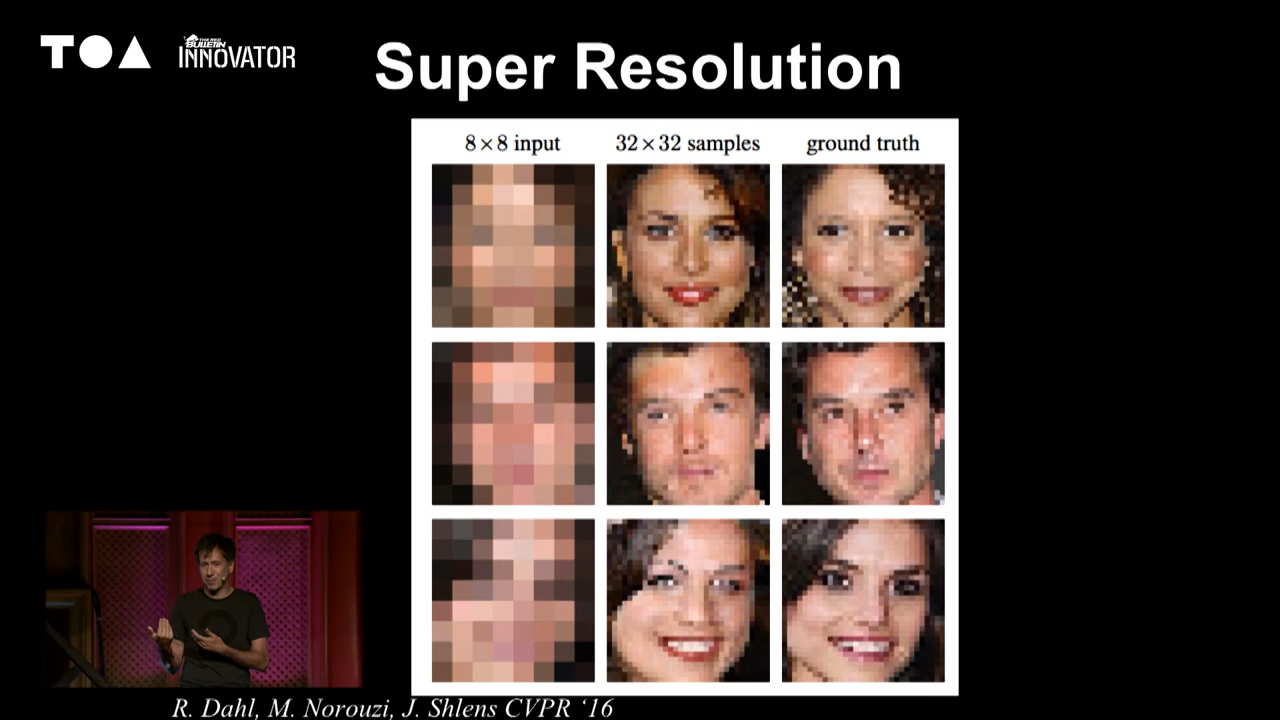 TOA
THE RED BULLETIN
INNOVATOR
Super Resolution
8×8 input
32×32 samples
ground truth
R. Dahl, M. Norouzi, J. Shlens CVPR ‘16